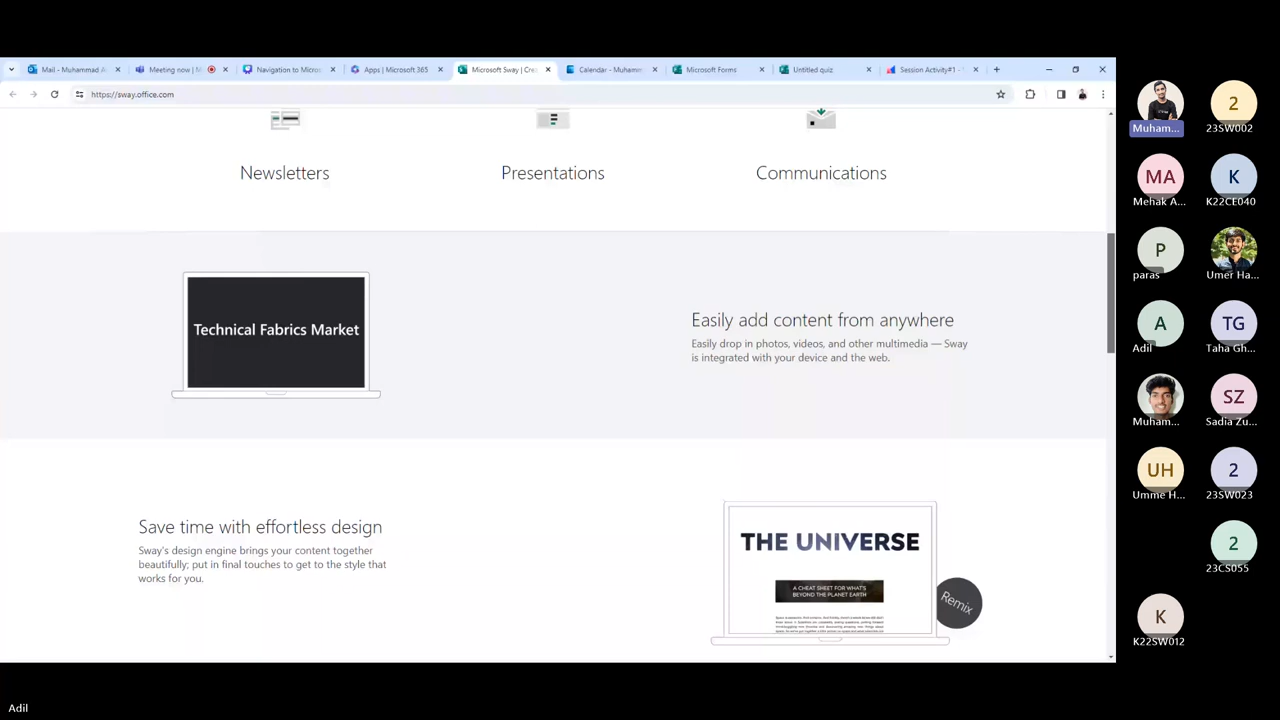 Mail - Muhammad A
Meeting now | M
Navigation to Micros
Apps | Microsoft 365
Microsoft Sway | Crea
Calendar - Muhamm
Microsoft Forms
Untitled quiz
Session Activity#1 -
https://sway.office.com
Newsletters
Presentations
Communications
Technical Fabrics Market
Easily add content from anywhere
Easily drop in photos, videos, and other multimedia — Sway
is integrated with your device and the web.
Save time with effortless design
Sway's design engine brings your content together
beautifully; put in final touches to get to the style that
works for you.
THE UNIVERSE
A CHEAT SHEET FOR WHAT'S
BEYOND THE PLANET EARTH
Remix
Muham...
2
23SW002
MA
Mehak A...
K
K22CE040
P
paras
Umer Ha...
A
Adil
TG
Taha Gh...
Muham...
SZ
Sadia Zu...
UH
Umme H...
2
23SW023
2
23CS055
K
K22SW012
Adil